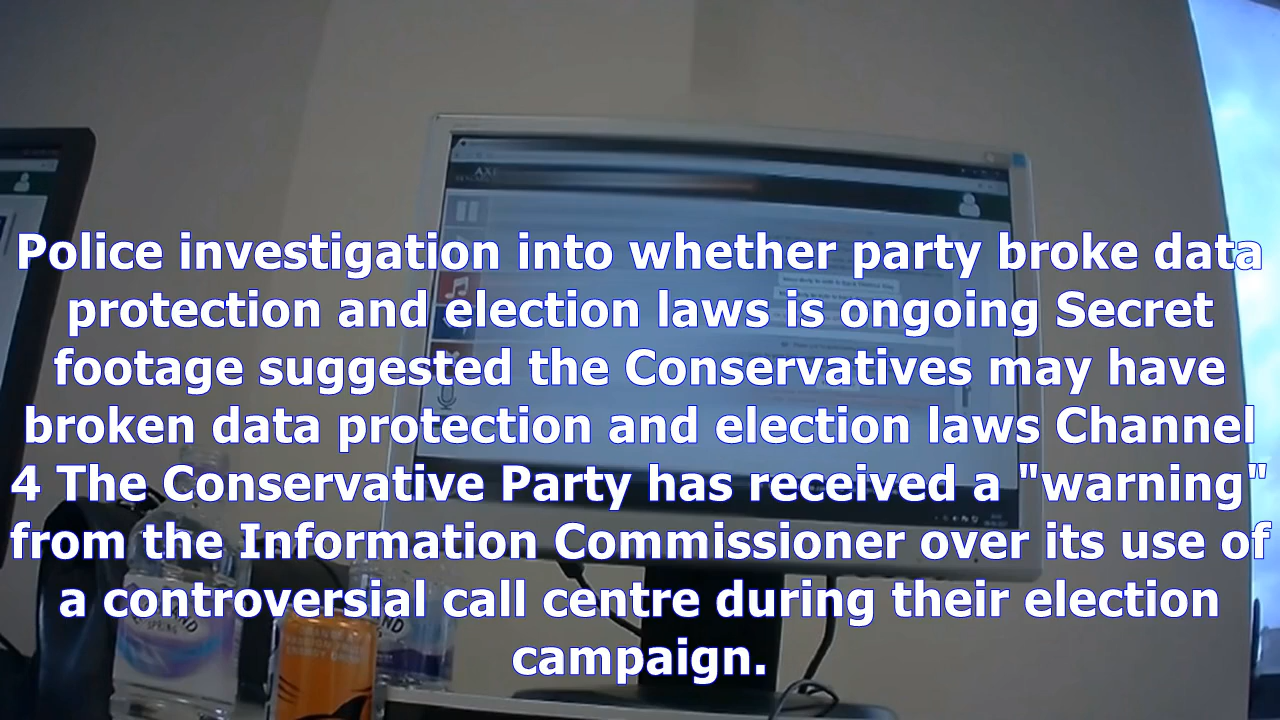 AXE
Police investigation into whether party broke data
protection and election laws is ongoing Secret
footage suggested the Conservatives may have
broken data protection and election laws Channel
4 The Conservative Party has received a "warning"
from the Information Commissioner over its use of
a controversial call centre during their election
campaign.
SPRING